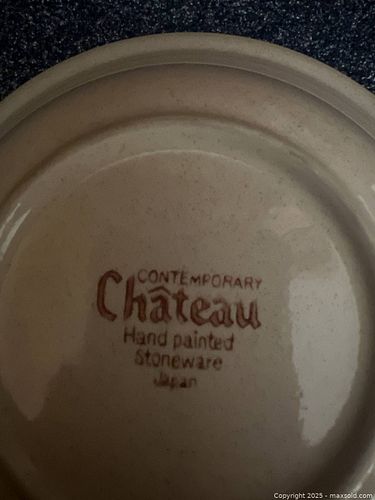 CONTEMPORARY
Château
Hand painted
Stoneware
Japan
Copyright 2025 - maxsold.com